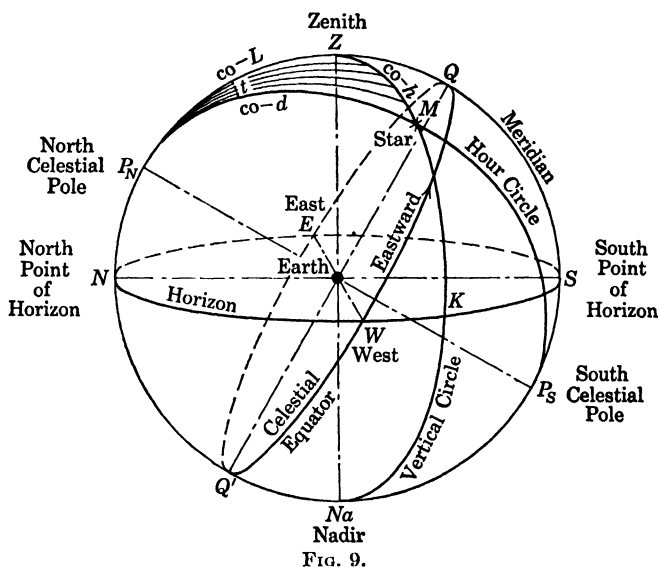 Zenith
Z
co-L
t
co-d
co-h
Q
M
Star
Meridian
Hour Circle
North
Celestial
Pole
P_N
East
E
Eastward
Earth
North
Point
of
Horizon
N
S
South
Point
of
Horizon
Horizon
K
W
West
P_S
South
Celestial
Pole
Celestial
Equator
Vertical Circle
Q'
Na
Nadir
FIG. 9.